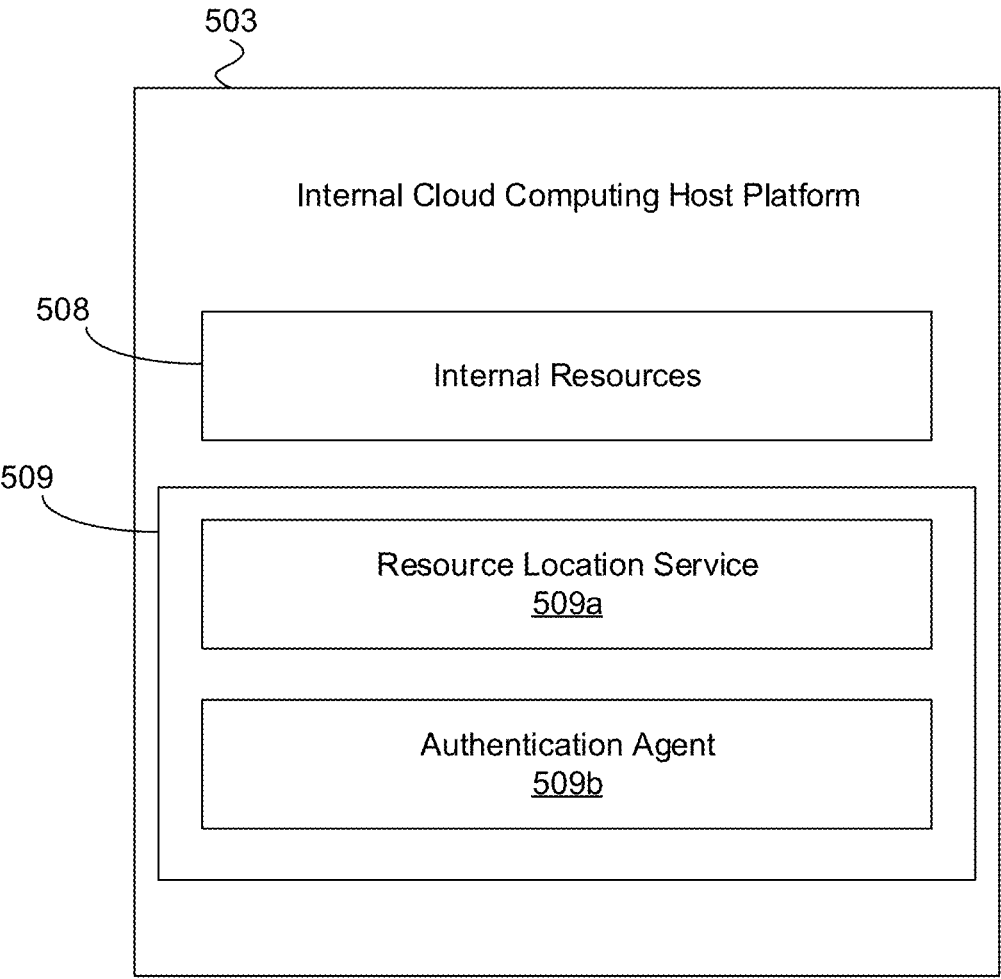 503
Internal Cloud Computing Host Platform
508
Internal Resources
509
Resource Location Service
509a
Authentication Agent
509b